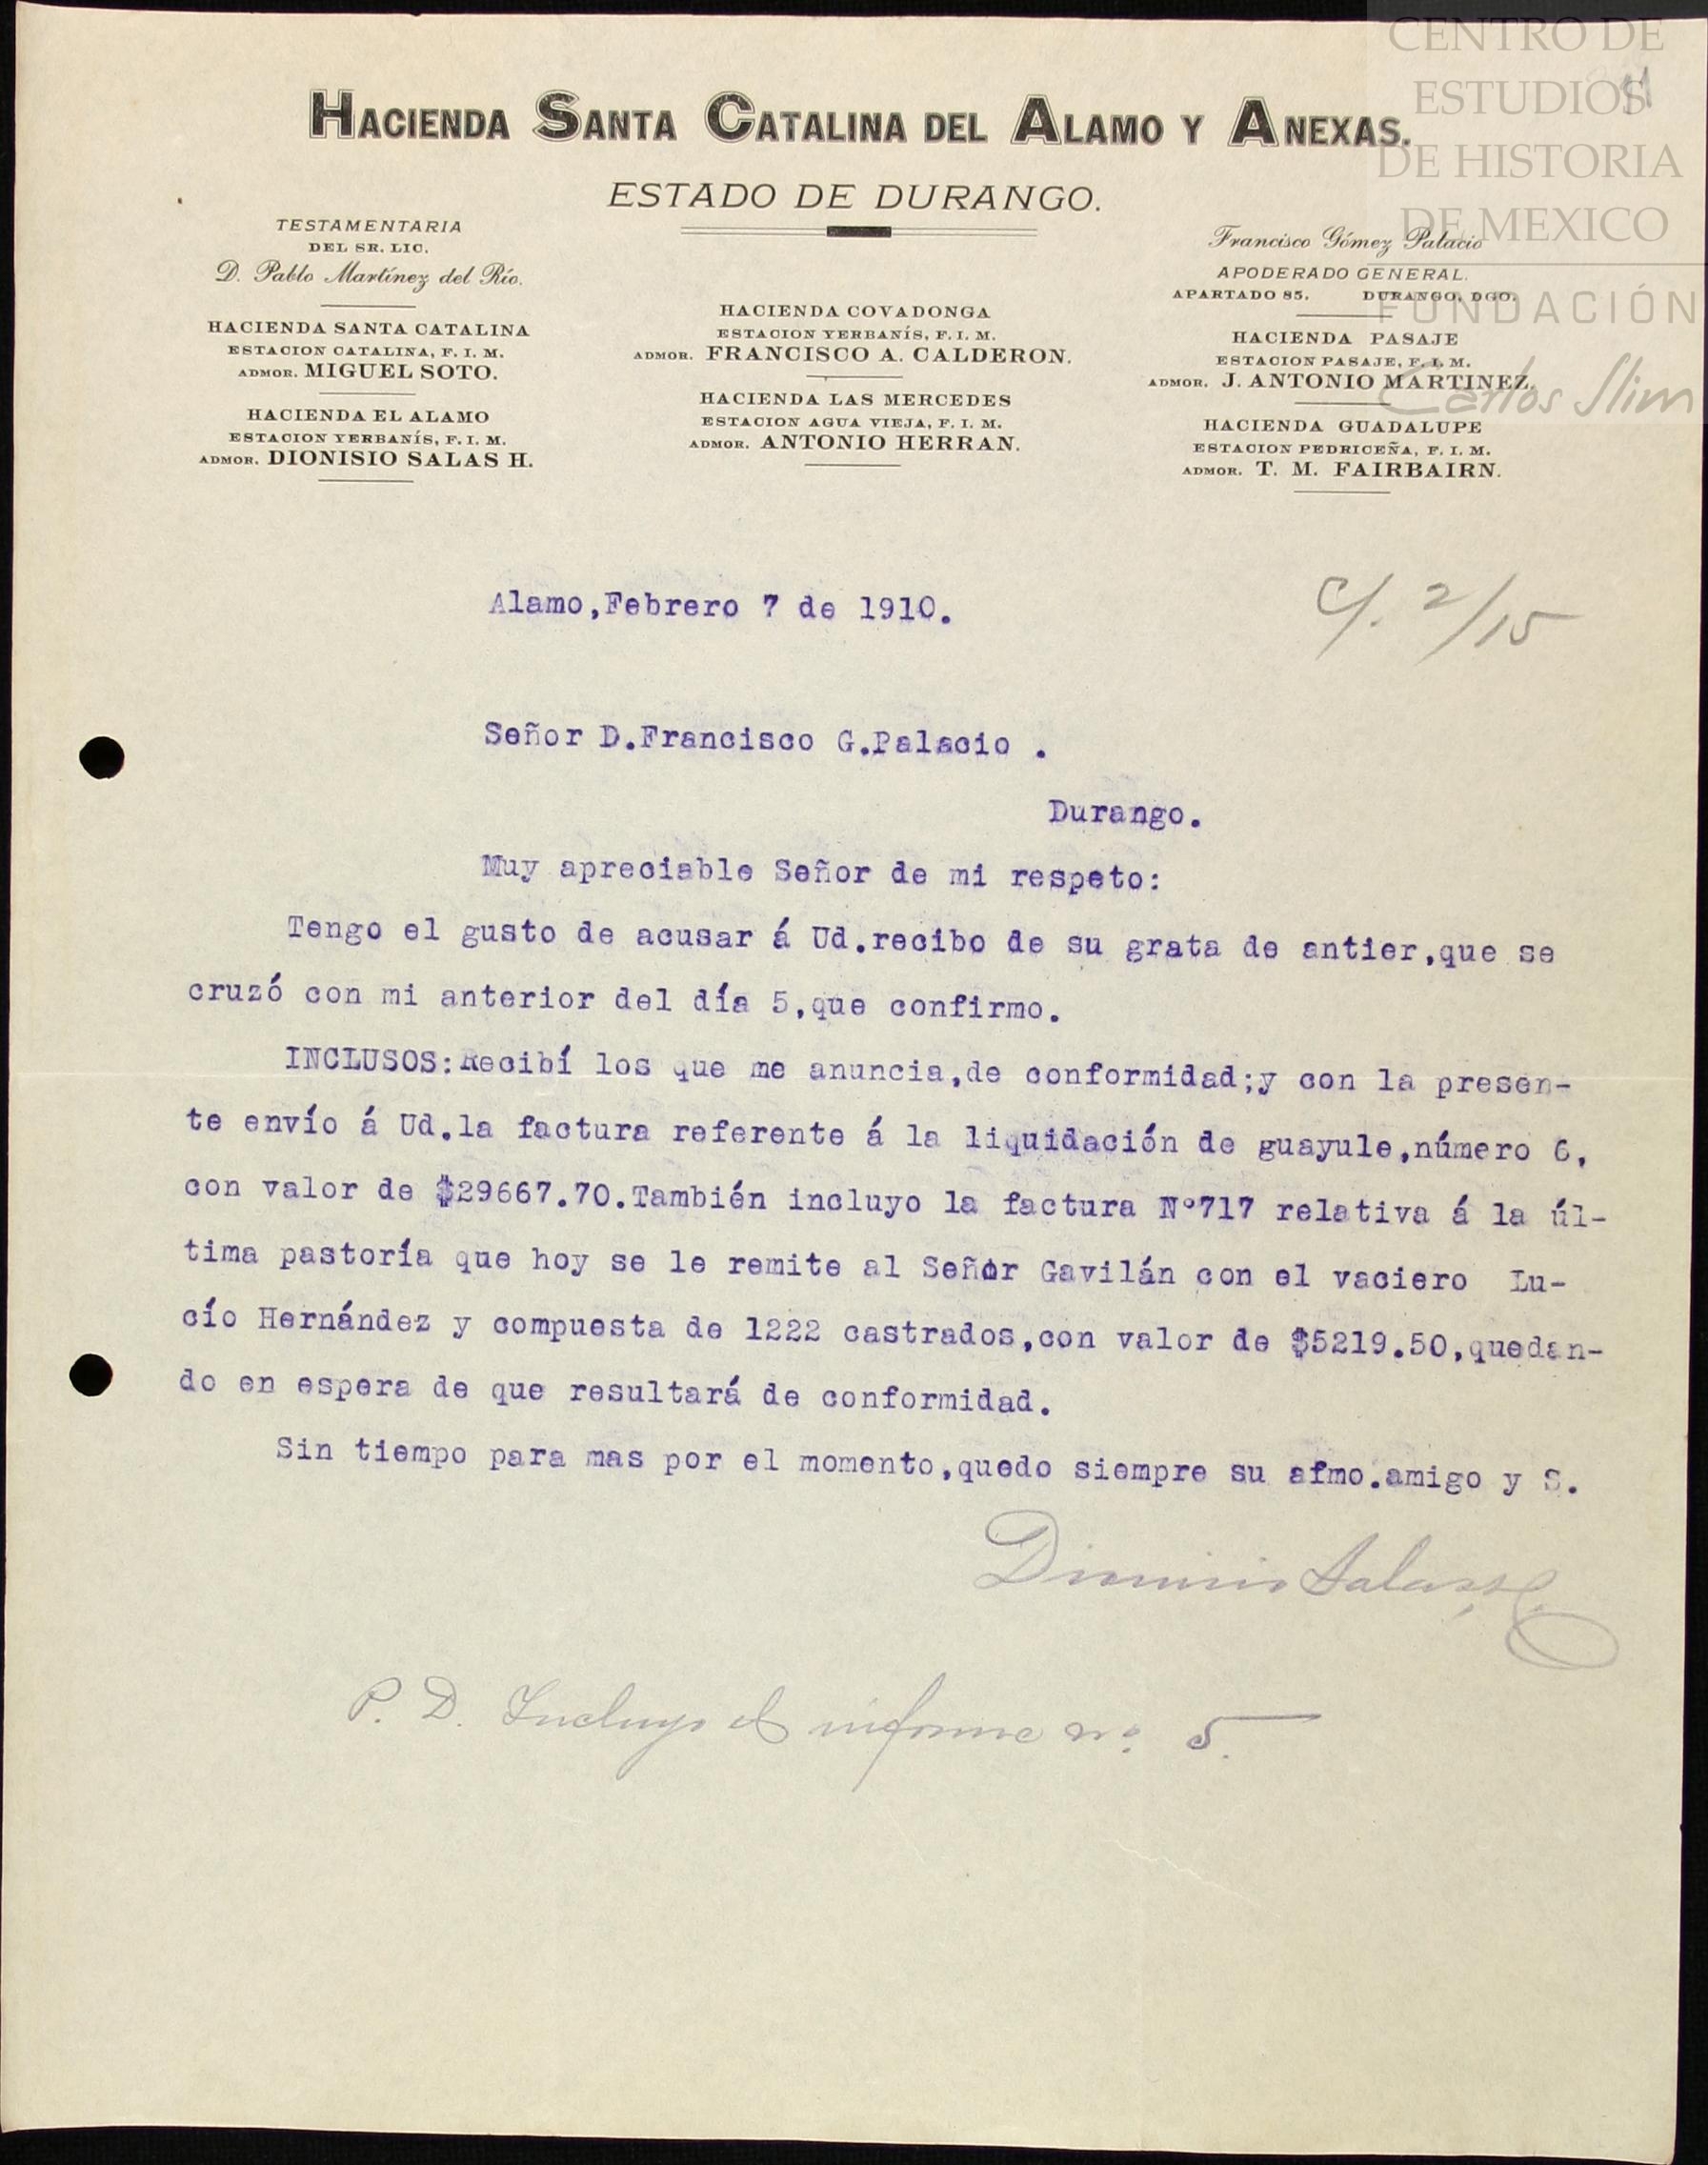 CENTRO DE
ESTUDIOS
DE HISTORIA
DE MEXICO
FUNDACIÓN
Carlos Slim
HACIENDA SANTA CATALINA DEL ALAMO Y ANEXAS.
ESTADO DE DURANGO.
TESTAMENTARIA
DEL SR. LIC.
D. Pablo Martínez del Río.
HACIENDA SANTA CATALINA
ESTACION CATALINA, F. I. M.
ADMOR. MIGUEL SOTO.
HACIENDA EL ALAMO
ESTACION YERBANÍS, F. I. M.
ADMOR. DIONISIO SALAS H.
HACIENDA COVADONGA
ESTACION YERBANÍS, F. I. M.
ADMOR. FRANCISCO A. CALDERON.
HACIENDA LAS MERCEDES
ESTACION AGUA VIEJA, F. I. M.
ADMOR. ANTONIO HERRAN.
Francisco Gómez Palacio
APODERADO GENERAL.
APARTADO 85. DURANGO, DGO.
HACIENDA PASAJE
ESTACION PASAJE, F. I. M.
ADMOR. J. ANTONIO MARTINEZ.
HACIENDA GUADALUPE
ESTACION PEDRICEÑA, F. I. M.
ADMOR. T. M. FAIRBAIRN.
Alamo,Febrero 7 de 1910.
C/. 2/15
Señor D.Francisco G.Palacio .
Durango.
Muy apreciable Señor de mi respeto:
Tengo el gusto de acusar á Ud.recibo de su grata de antier,que se
cruzó con mi anterior del día 5,que confirmo.
INCLUSOS:Recibí los que me anuncia,de conformidad;y con la presen-
te envío á Ud.la factura referente á la liquidación de guayule,número 6,
con valor de $29667.70.También incluyo la factura N°717 relativa á la úl-
tima pastoría que hoy se le remite al Señor Gavilán con el vaciero Lu-
cío Hernández y compuesta de 1222 castrados,con valor de $5219.50,quedan-
do en espera de que resultará de conformidad.
Sin tiempo para mas por el momento,quedo siempre su afmo.amigo y S.
Dionisio Salas H.
P. D. Incluyo el informe no. 5.